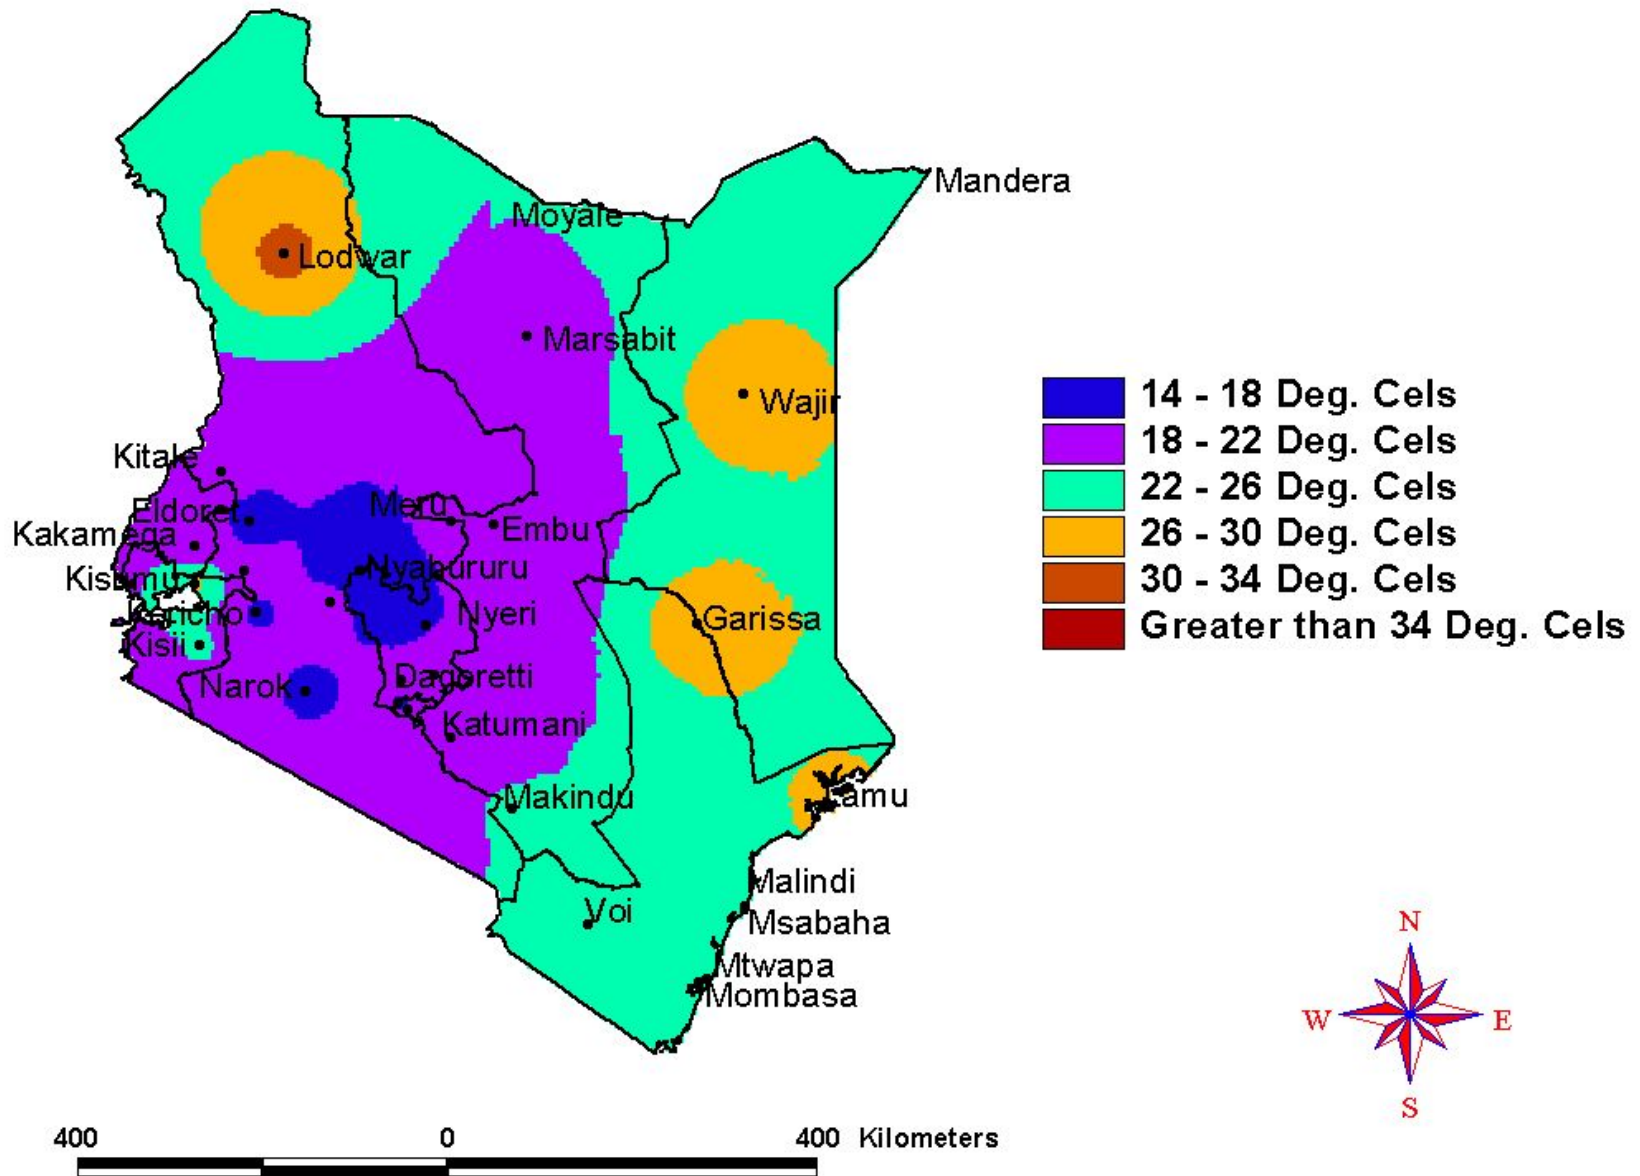 Mandera
Moyale
Lodwar
Marsabit
Wajir
14 - 18 Deg. Cels
18 - 22 Deg. Cels
22 - 26 Deg. Cels
26 - 30 Deg. Cels
30 - 34 Deg. Cels
Greater than 34 Deg. Cels
Kitale
Meru
Eldoret
Embu
Kakamega
Nyahururu
Kisumu
Kericho
Nyeri
Garissa
Kisii
Dagoretti
Narok
Katumani
Makindu
Lamu
Malindi
Voi
Msabaha
Mtwapa
Mombasa
N
W E
S
400 0 400 Kilometers